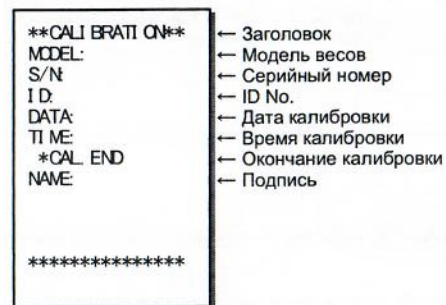 **CALIBRATION** ← Заголовок
MODEL: ← Модель весов
S/N: ← Серийный номер
ID: ← ID No.
DATA: ← Дата калибровки
TIME: ← Время калибровки
*CAL. END ← Окончание калибровки
NAME: ← Подпись
***************